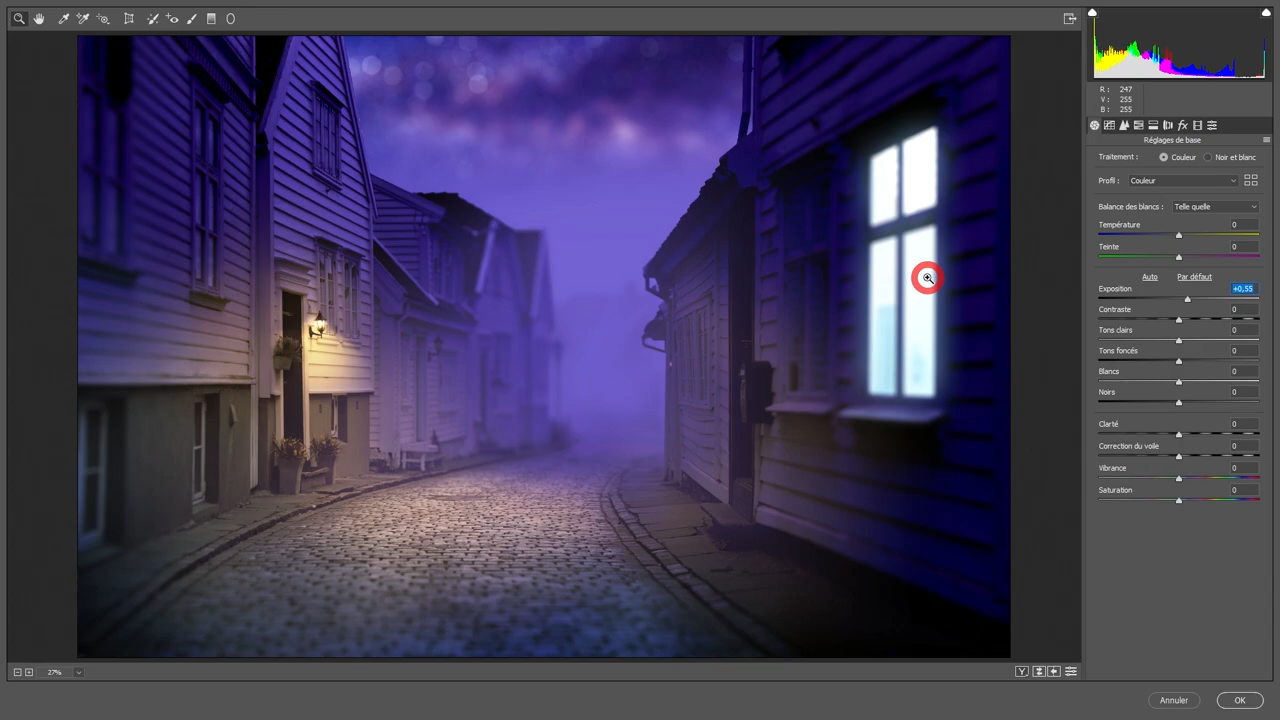 R : 247
V : 255
B : 255
fx
Réglages de base
Traitement : Couleur Noir et blanc
Profil : Couleur
Balance des blancs : Telle quelle
Température 0
Teinte 0
Auto Par défaut
Exposition +0,55
Contraste 0
Tons clairs 0
Tons foncés 0
Blancs 0
Noirs 0
Clarté 0
Correction du voile 0
Vibrance 0
Saturation 0
27% Y
Annuler OK